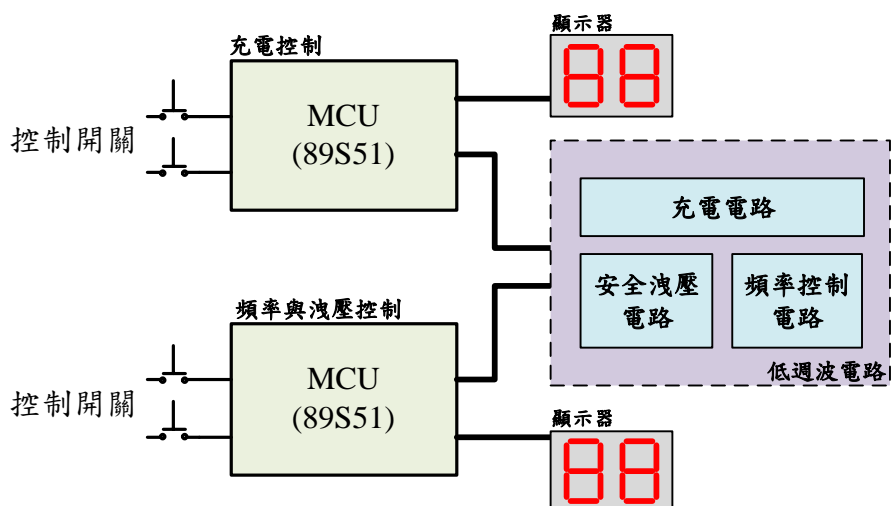 充電控制
顯示器
88
控制開關
MCU
(89S51)
充電電路
安全洩壓
電路
頻率控制
電路
低週波電路
頻率與洩壓控制
控制開關
MCU
(89S51)
顯示器
88